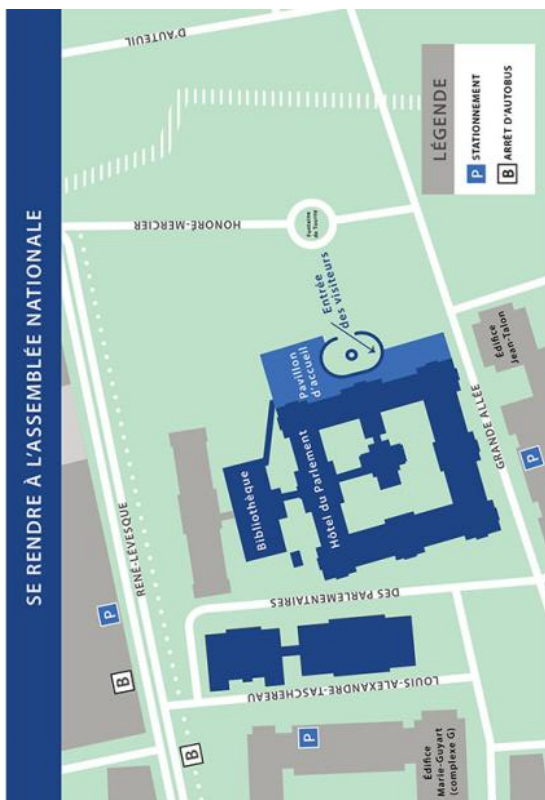 SE RENDRE À L'ASSEMBLÉE NATIONALE
RENÉ-LÉVESQUE
D'AUTEUIL
HONORÉ-MERCIER
Fontaine
de Tourny
Entrée
des visiteurs
Pavillon
d'accueil
Bibliothèque
Hôtel du Parlement
GRANDE ALLÉE
Édifice
Jean-Talon
DES PARLEMENTAIRES
LOUIS-ALEXANDRE-TASCHEREAU
Édifice
Marie-Guyart
(complexe G)
P
B
B
P
P
LÉGENDE
P STATIONNEMENT
B ARRÊT D'AUTOBUS